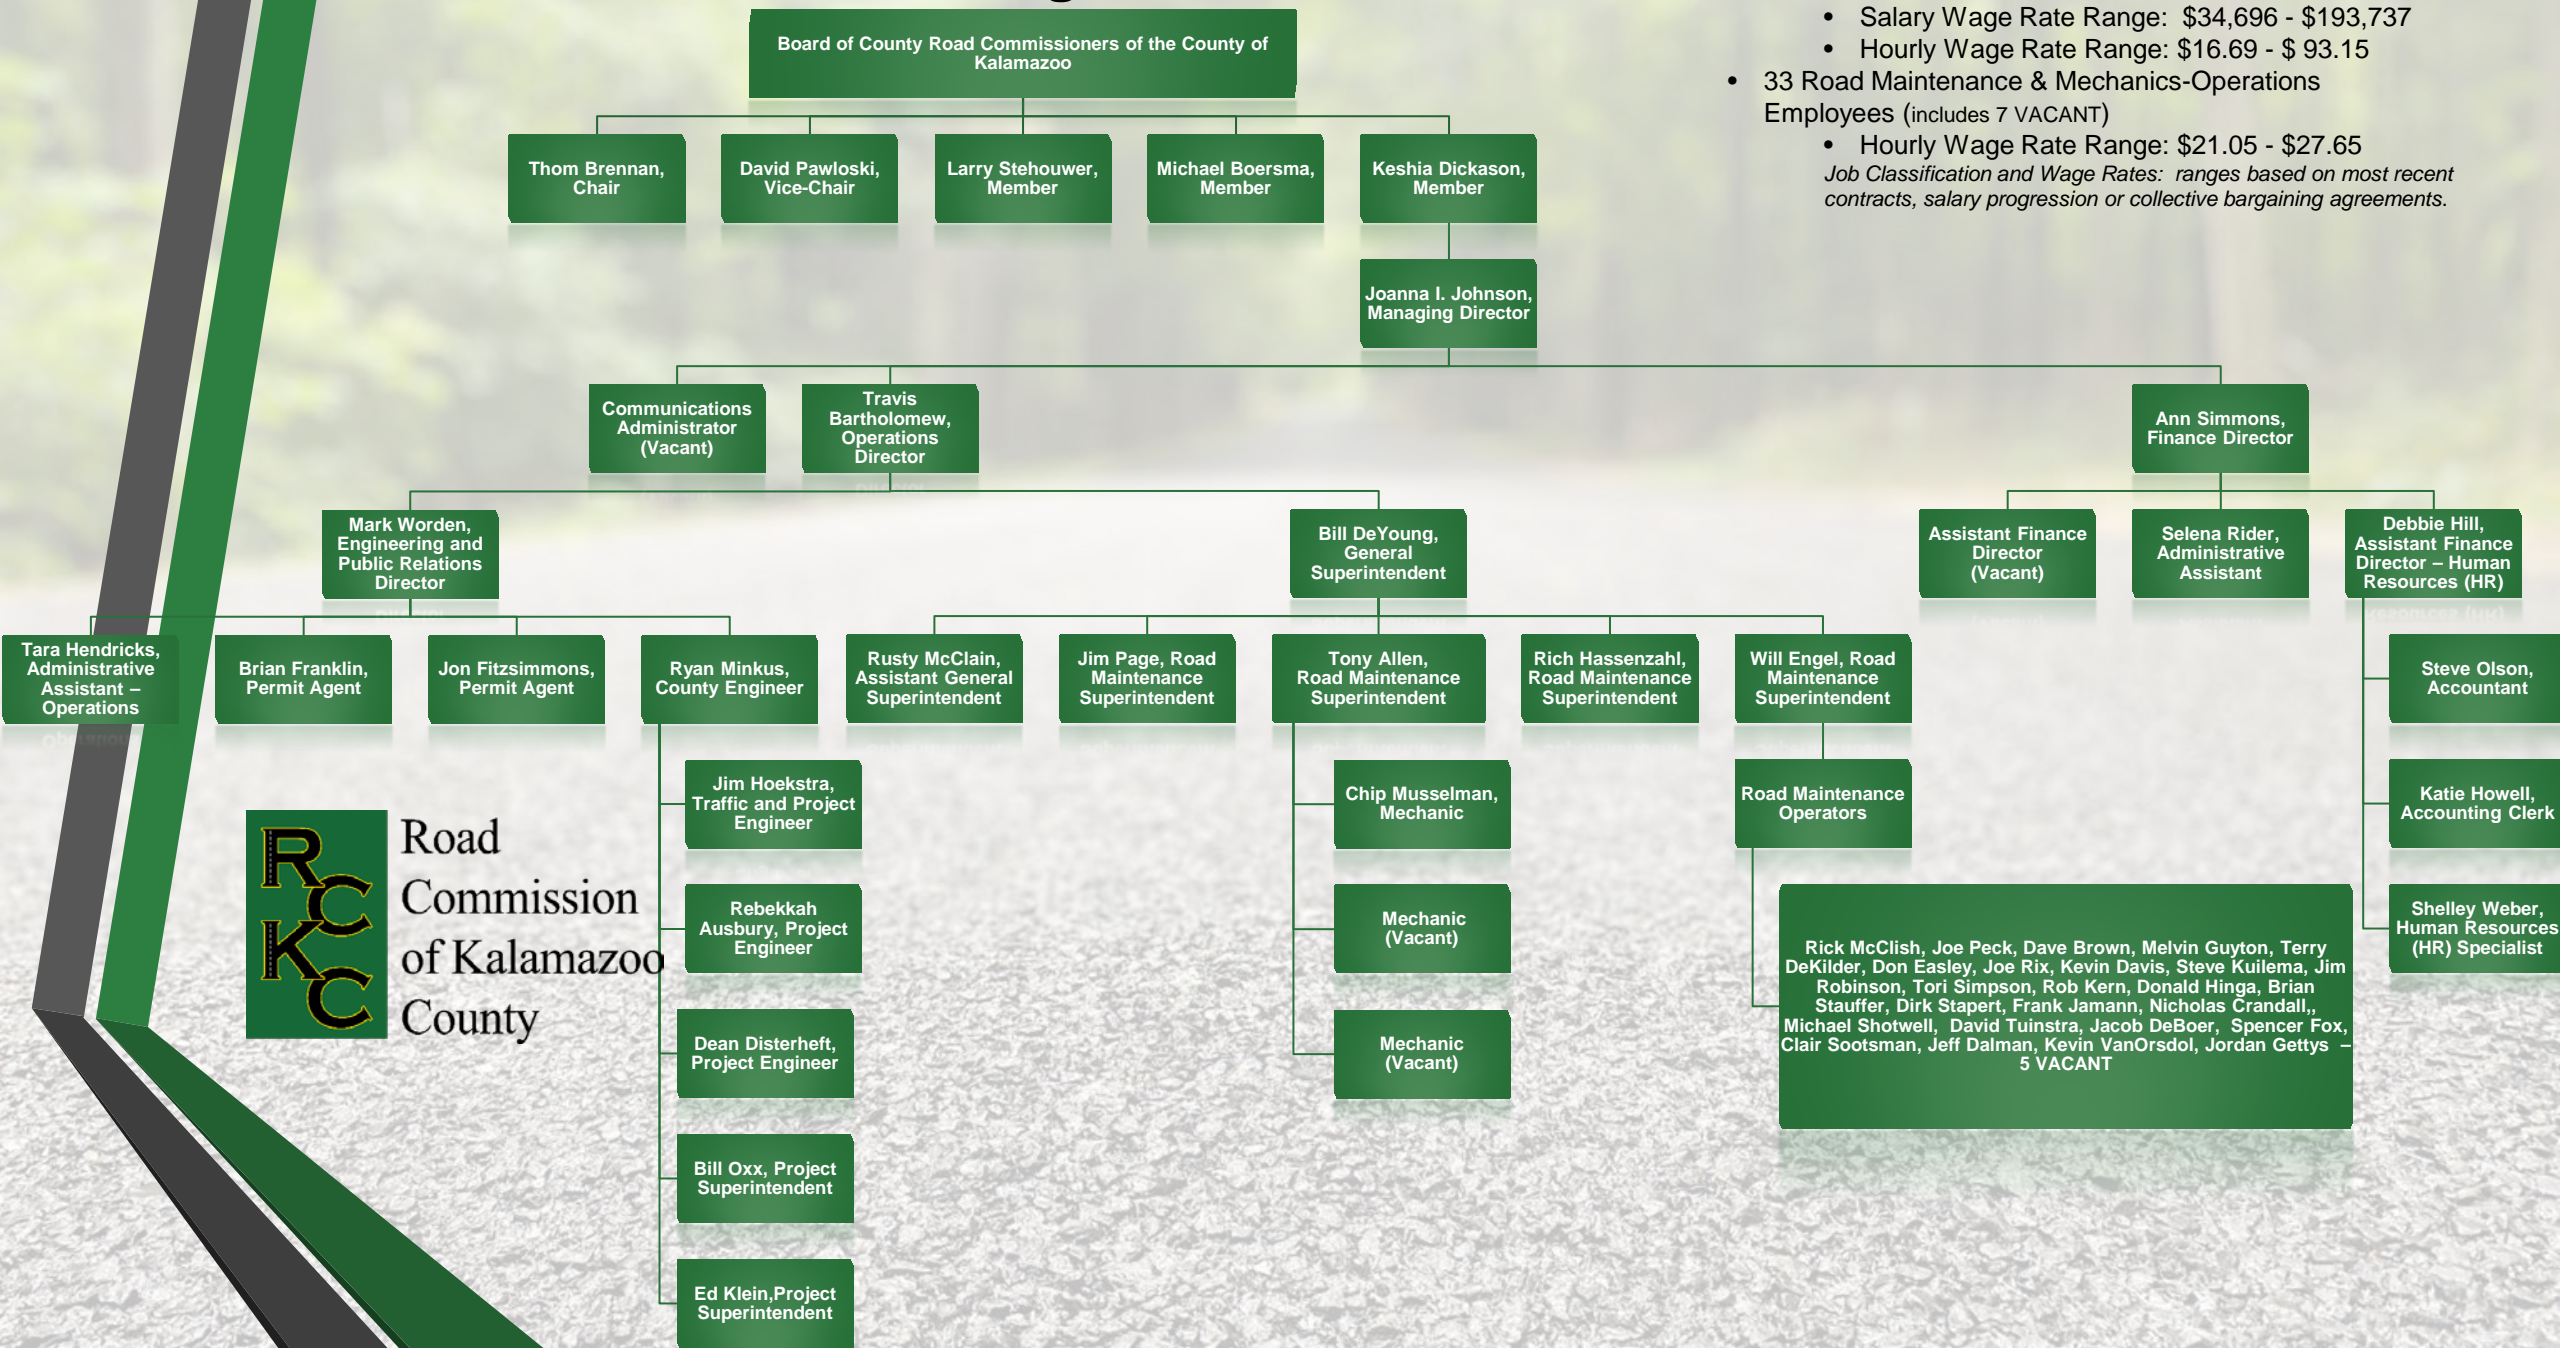 Board of County Road Commissioners of the County of
Kalamazoo
• Salary Wage Rate Range:  $34,696 - $193,737
• Hourly Wage Rate Range: $16.69 - $ 93.15
• 33 Road Maintenance & Mechanics-Operations
Employees (includes 7 VACANT)
• Hourly Wage Rate Range: $21.05 - $27.65
Job Classification and Wage Rates:  ranges based on most recent
contracts, salary progression or collective bargaining agreements.
Thom Brennan,
Chair
David Pawloski,
Vice-Chair
Larry Stehouwer,
Member
Michael Boersma,
Member
Keshia Dickason,
Member
Joanna I. Johnson,
Managing Director
Communications
Administrator
(Vacant)
Travis
Bartholomew,
Operations
Director
Ann Simmons,
Finance Director
Mark Worden,
Engineering and
Public Relations
Director
Bill DeYoung,
General
Superintendent
Assistant Finance
Director
(Vacant)
Selena Rider,
Administrative
Assistant
Debbie Hill,
Assistant Finance
Director – Human
Resources (HR)
Tara Hendricks,
Administrative
Assistant –
Operations
Brian Franklin,
Permit Agent
Jon Fitzsimmons,
Permit Agent
Ryan Minkus,
County Engineer
Rusty McClain,
Assistant General
Superintendent
Jim Page, Road
Maintenance
Superintendent
Tony Allen,
Road Maintenance
Superintendent
Rich Hassenzahl,
Road Maintenance
Superintendent
Will Engel, Road
Maintenance
Superintendent
Steve Olson,
Accountant
Jim Hoekstra,
Traffic and Project
Engineer
Chip Musselman,
Mechanic
Road Maintenance
Operators
Katie Howell,
Accounting Clerk
RCKC
Road
Commission
of Kalamazoo
County
Rebekkah
Ausbury, Project
Engineer
Mechanic
(Vacant)
Rick McClish, Joe Peck, Dave Brown, Melvin Guyton, Terry
DeKilder, Don Easley, Joe Rix, Kevin Davis, Steve Kuilema, Jim
Robinson, Tori Simpson, Rob Kern, Donald Hinga, Brian
Stauffer, Dirk Stapert, Frank Jamann, Nicholas Crandall,,
Michael Shotwell,  David Tuinstra, Jacob DeBoer,  Spencer Fox,
Clair Sootsman, Jeff Dalman, Kevin VanOrsdol, Jordan Gettys  –
5 VACANT
Shelley Weber,
Human Resources
(HR) Specialist
Dean Disterheft,
Project Engineer
Mechanic
(Vacant)
Bill Oxx, Project
Superintendent
Ed Klein,Project
Superintendent